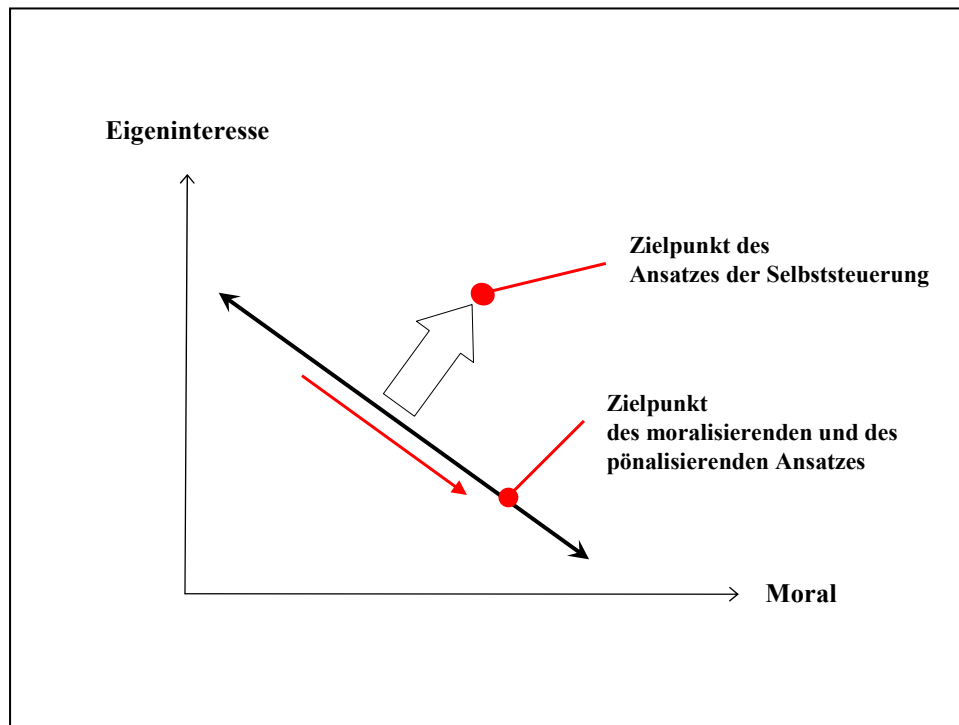 Eigeninteresse
Zielpunkt des
Ansatzes der Selbststeuerung
Zielpunkt
des moralisierenden und des
pönalisierenden Ansatzes
Moral